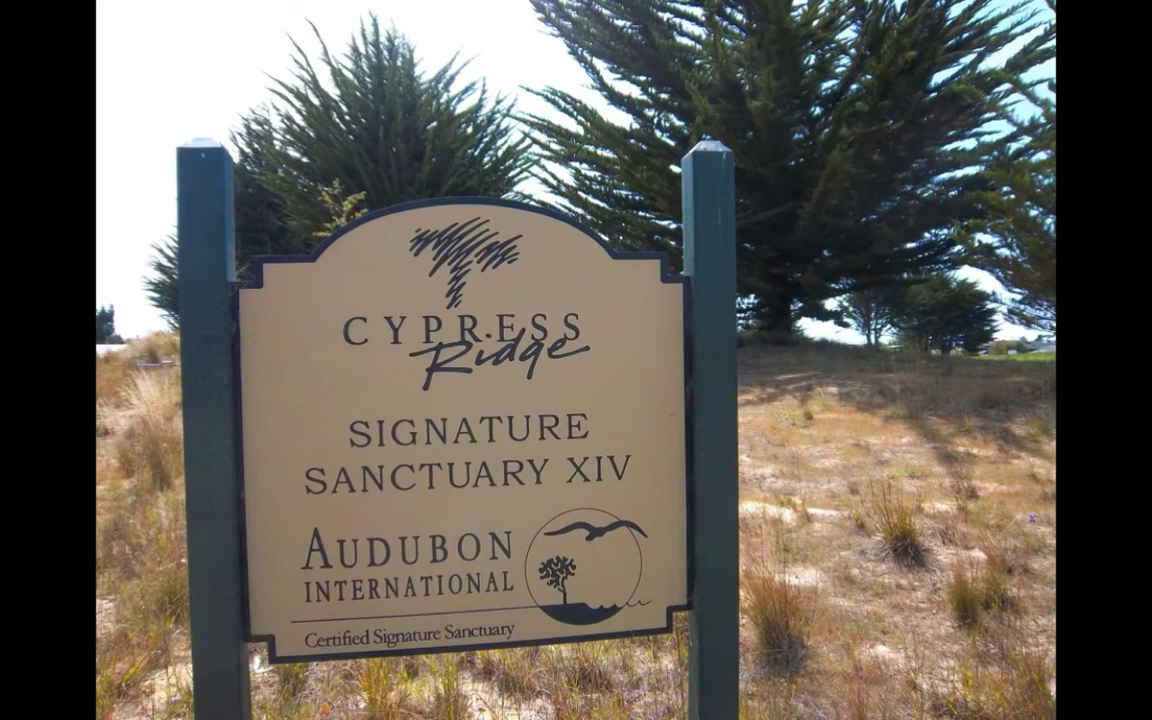 CYPRESS
Ridge
SIGNATURE
SANCTUARY XIV
AUDUBON
INTERNATIONAL
Certified Signature Sanctuary